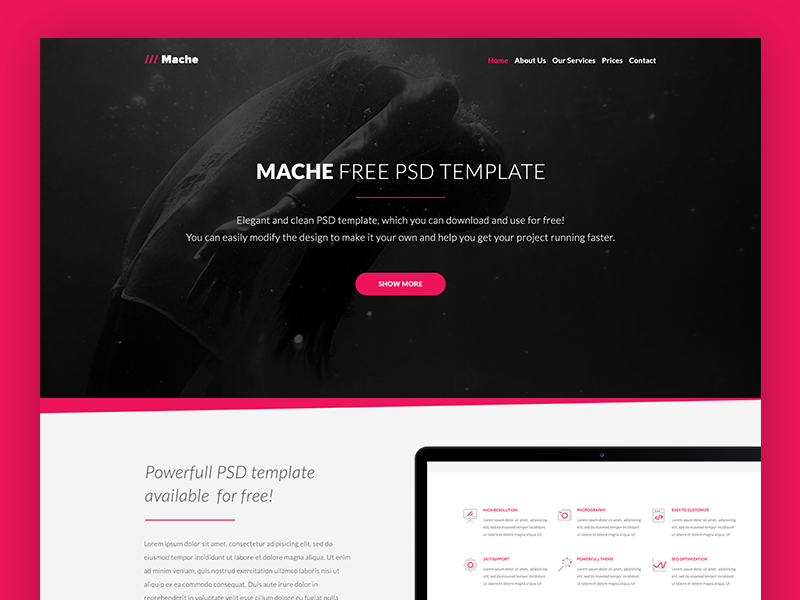 /// Mache
Home About Us Our Services Prices Contact
MACHE FREE PSD TEMPLATE
Elegant and clean PSD template, which you can download and use for free!
You can easily modify the design to make it your own and help you get your project running faster.
SHOW MORE
Powerfull PSD template
available for free!
Lorem ipsum dolor sit amet, consectetur adipisicing elit, sed do
eiusmod tempor incididunt ut labore et dolore magna aliqua. Ut enim
ad minim veniam, quis nostrud exercitation ullamco laboris nisi ut
aliquip ex ea commodo consequat. Duis aute irure dolor in
reprehenderit in voluptate velit esse cillum dolore eu fugiat nulla
HIGH RESOLUTION
Lorem ipsum dolor sit amet, adipisicing
elit, sed do eiusmod tempor incididunt
ut labore et dolore magna aliqua. Ut
PHOTOGRAPHY
Lorem ipsum dolor sit amet, adipisicing
elit, sed do eiusmod tempor incididunt
ut labore et dolore magna aliqua. Ut
EASY TO CUSTOMIZE
Lorem ipsum dolor sit amet, adipisicing
elit, sed do eiusmod tempor incididunt
ut labore et dolore magna aliqua. Ut
24/7 SUPPORT
Lorem ipsum dolor sit amet, adipisicing
elit, sed do eiusmod tempor incididunt
ut labore et dolore magna aliqua. Ut
POWERFULL THEME
Lorem ipsum dolor sit amet, adipisicing
elit, sed do eiusmod tempor incididunt
ut labore et dolore magna aliqua. Ut
SEO OPTIMIZATION
Lorem ipsum dolor sit amet, adipisicing
elit, sed do eiusmod tempor incididunt
ut labore et dolore magna aliqua. Ut